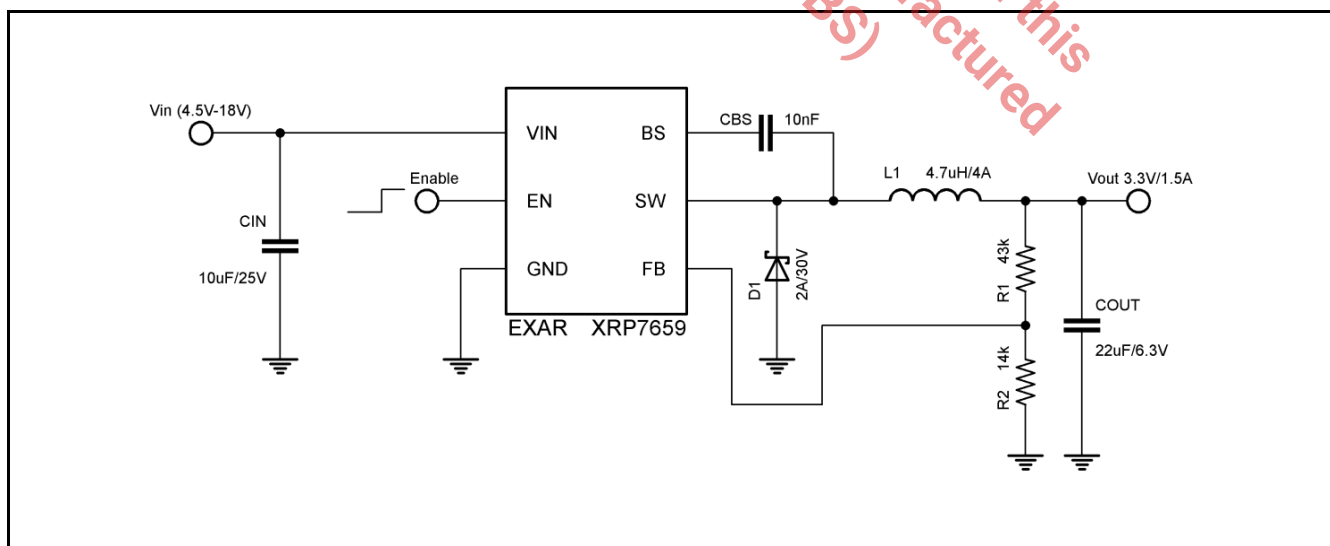 this
actured
BS)
Vin (4.5V-18V)
CIN
10uF/25V
Enable
VIN
EN
GND
BS
SW
FB
EXAR XRP7659
CBS 10nF
D1
2A/30V
L1 4.7uH/4A
Vout 3.3V/1.5A
R1
43k
R2
14k
COUT
22uF/6.3V